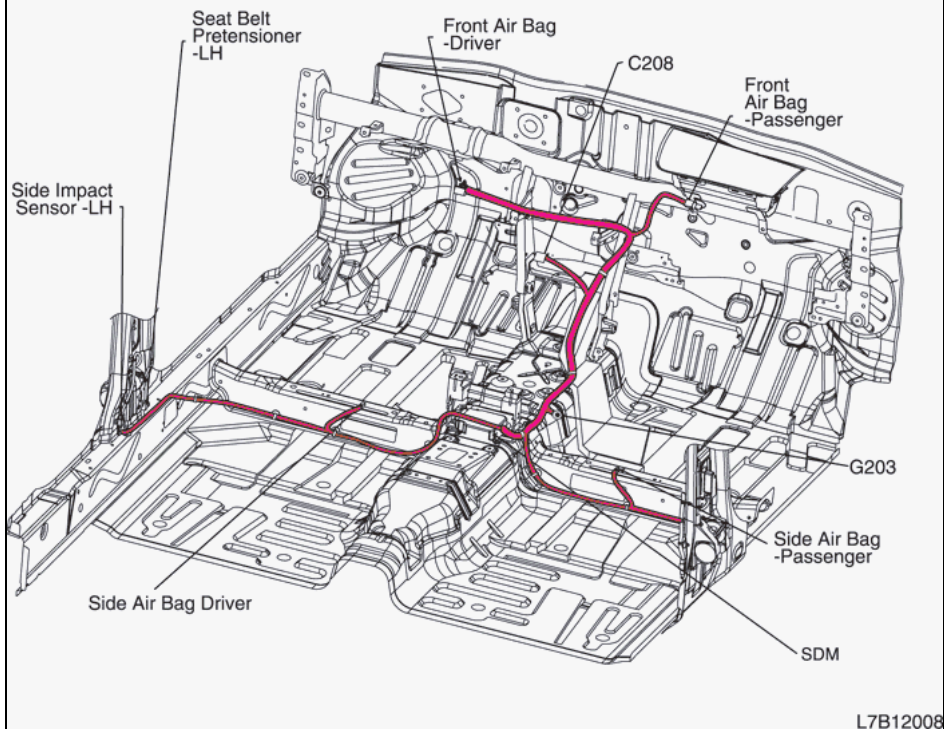 Seat Belt
Pretensioner
-LH
Front Air Bag
-Driver
C208
Front
Air Bag
-Passenger
Side Impact
Sensor -LH
G203
Side Air Bag
-Passenger
Side Air Bag Driver
SDM
L7B12008